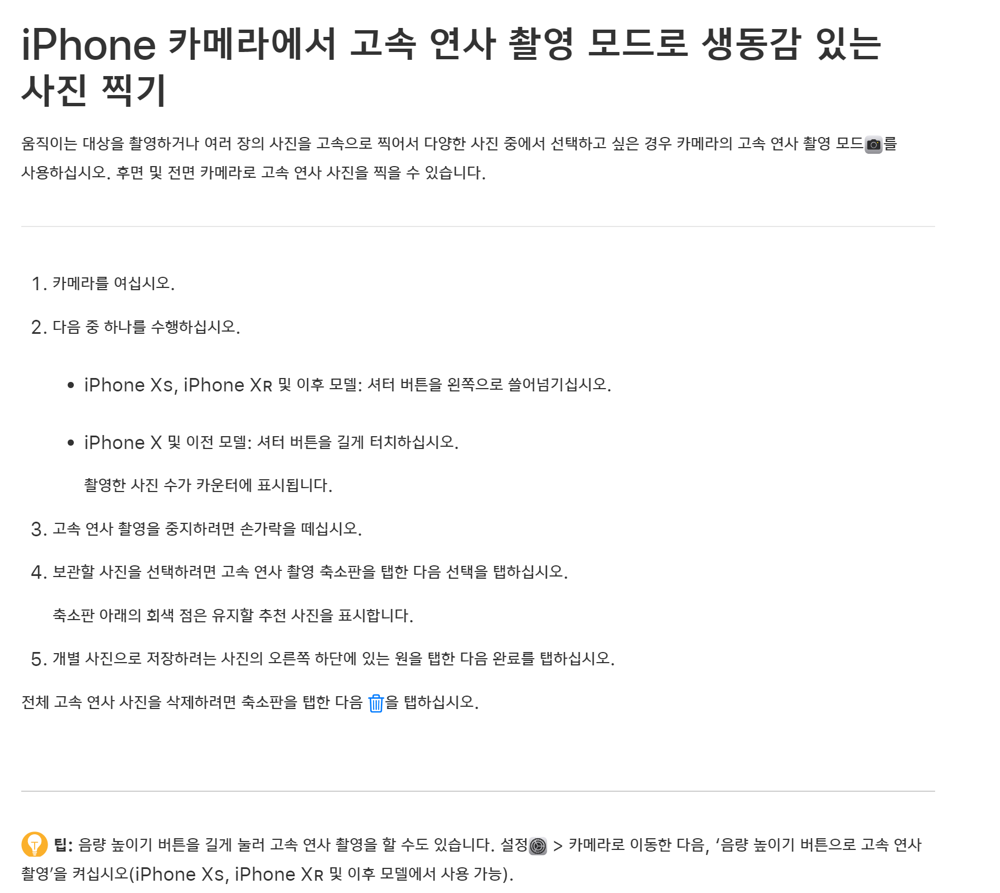 iPhone 카메라에서 고속 연사 촬영 모드로 생동감 있는
사진 찍기
움직이는 대상을 촬영하거나 여러 장의 사진을 고속으로 찍어서 다양한 사진 중에서 선택하고 싶은 경우 카메라의 고속 연사 촬영 모드를
사용하십시오. 후면 및 전면 카메라로 고속 연사 사진을 찍을 수 있습니다.
1. 카메라를 여십시오.
2. 다음 중 하나를 수행하십시오.
• iPhone Xs, iPhone XR 및 이후 모델: 셔터 버튼을 왼쪽으로 쓸어넘기십시오.
• iPhone X 및 이전 모델: 셔터 버튼을 길게 터치하십시오.
촬영한 사진 수가 카운터에 표시됩니다.
3. 고속 연사 촬영을 중지하려면 손가락을 떼십시오.
4. 보관할 사진을 선택하려면 고속 연사 촬영 축소판을 탭한 다음 선택을 탭하십시오.
축소판 아래의 회색 점은 유지할 추천 사진을 표시합니다.
5. 개별 사진으로 저장하려는 사진의 오른쪽 하단에 있는 원을 탭한 다음 완료를 탭하십시오.
전체 고속 연사 사진을 삭제하려면 축소판을 탭한 다음 을 탭하십시오.
팁: 음량 높이기 버튼을 길게 눌러 고속 연사 촬영을 할 수도 있습니다. 설정 > 카메라로 이동한 다음, ‘음량 높이기 버튼으로 고속 연사
촬영’을 켜십시오(iPhone Xs, iPhone XR 및 이후 모델에서 사용 가능).